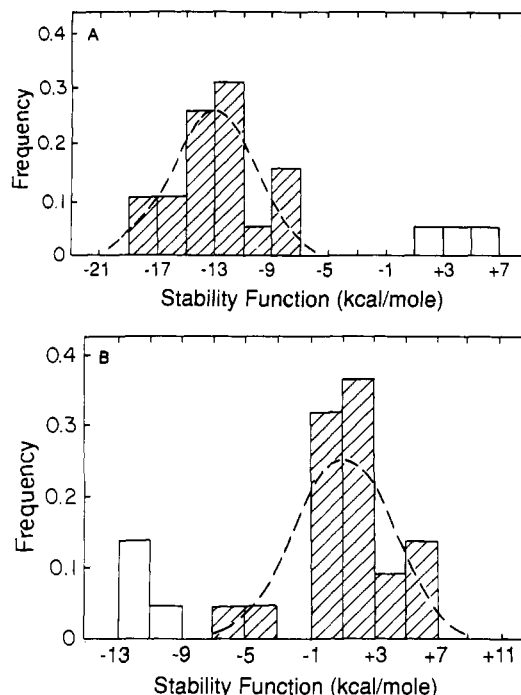 0.4
A
0.3
0.2
0.1
0
Frequency
-21 -17 -13 -9 -5 -1 +3 +7
Stability Function (kcal/mole)
0.4
B
0.3
0.2
0.1
0
Frequency
-13 -9 -5 -1 +3 +7 +11
Stability Function (kcal/mole)